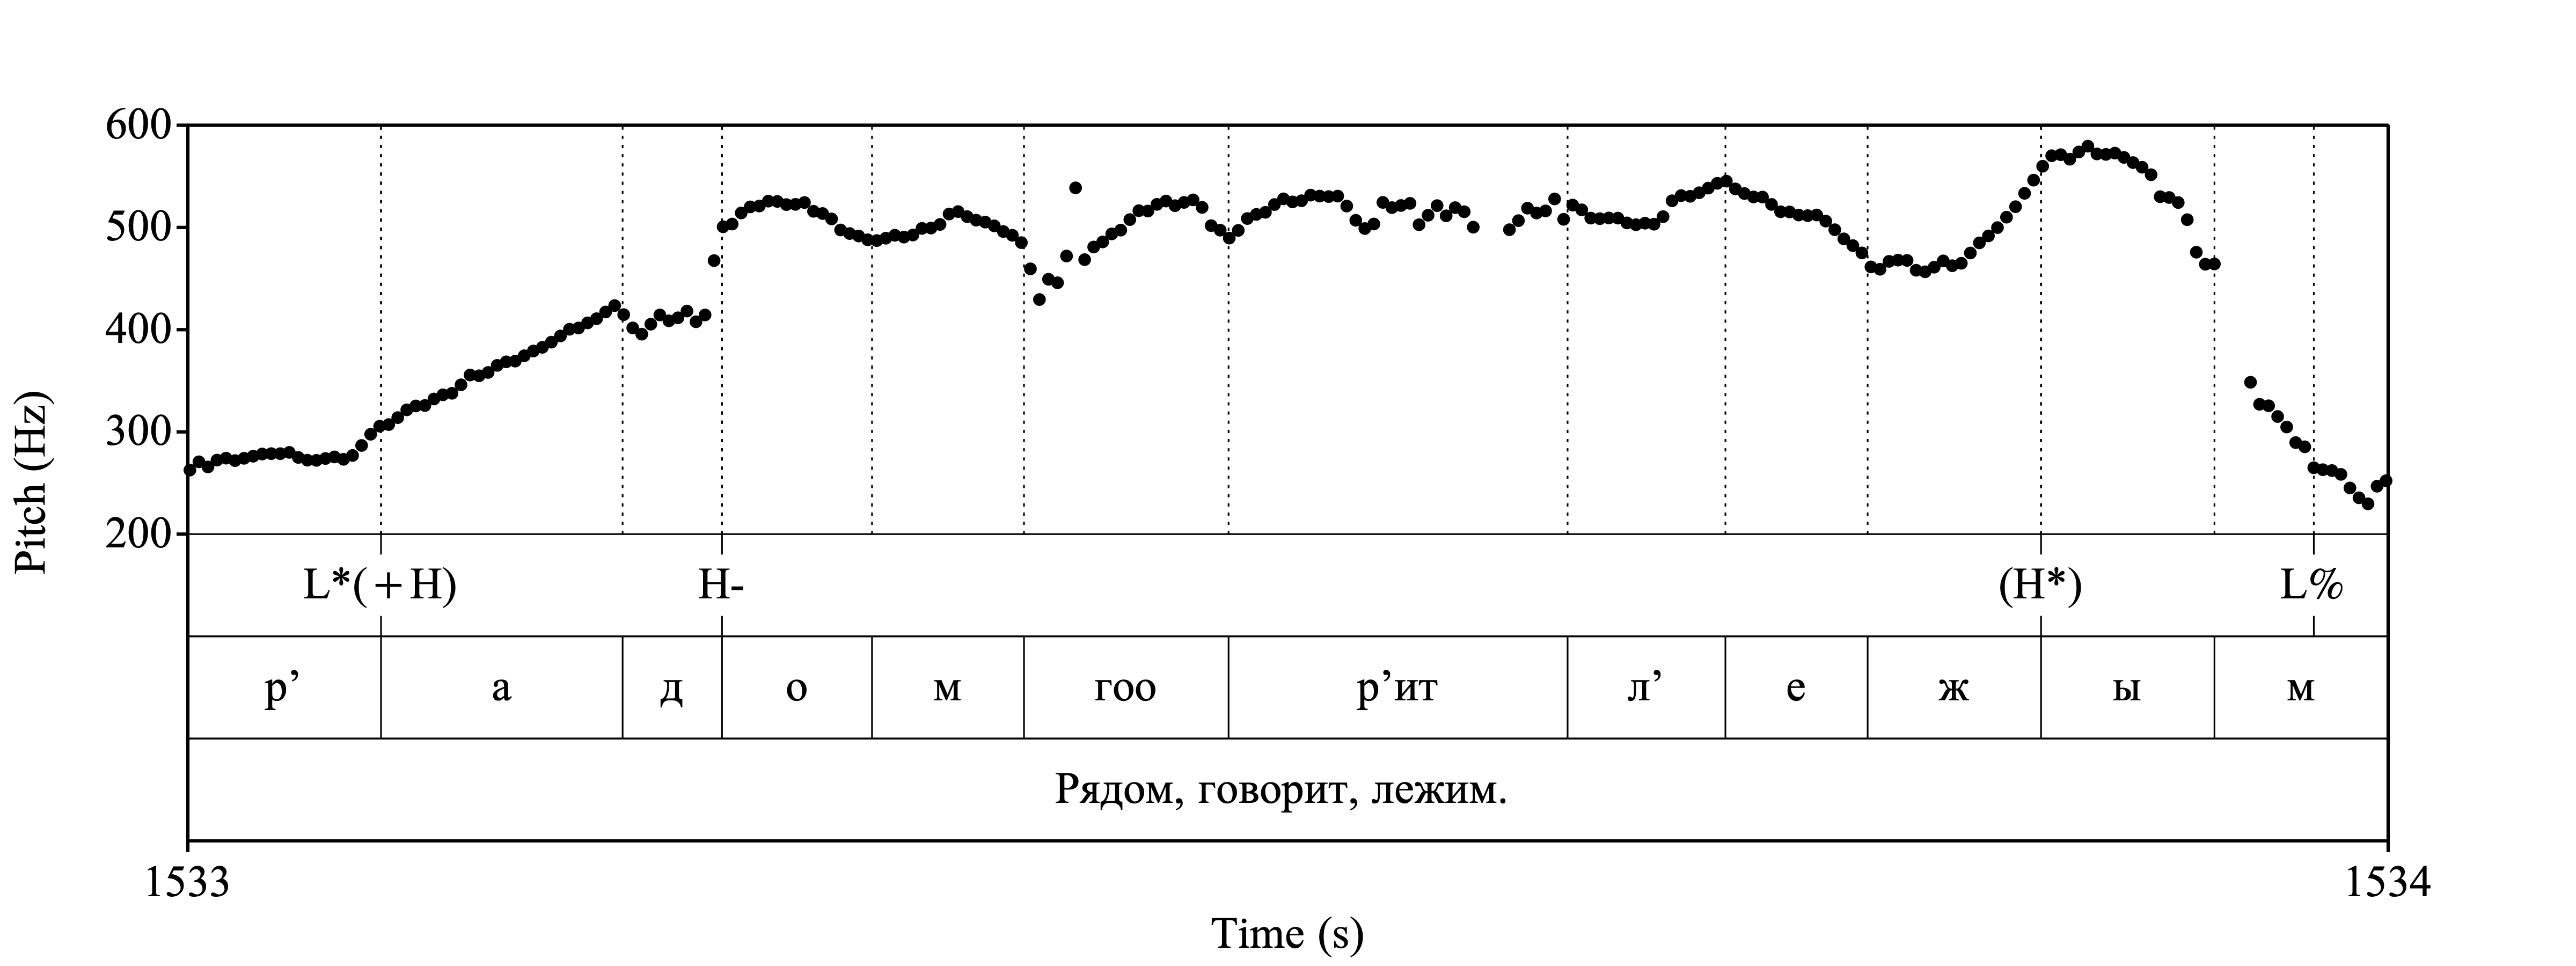 600
500
400
300
200
Pitch (Hz)
L*(+H) H- (H*) L%
р’ а д о м гоо р’ит л’ е ж ы м
Рядом, говорит, лежим.
1533 1534
Time (s)